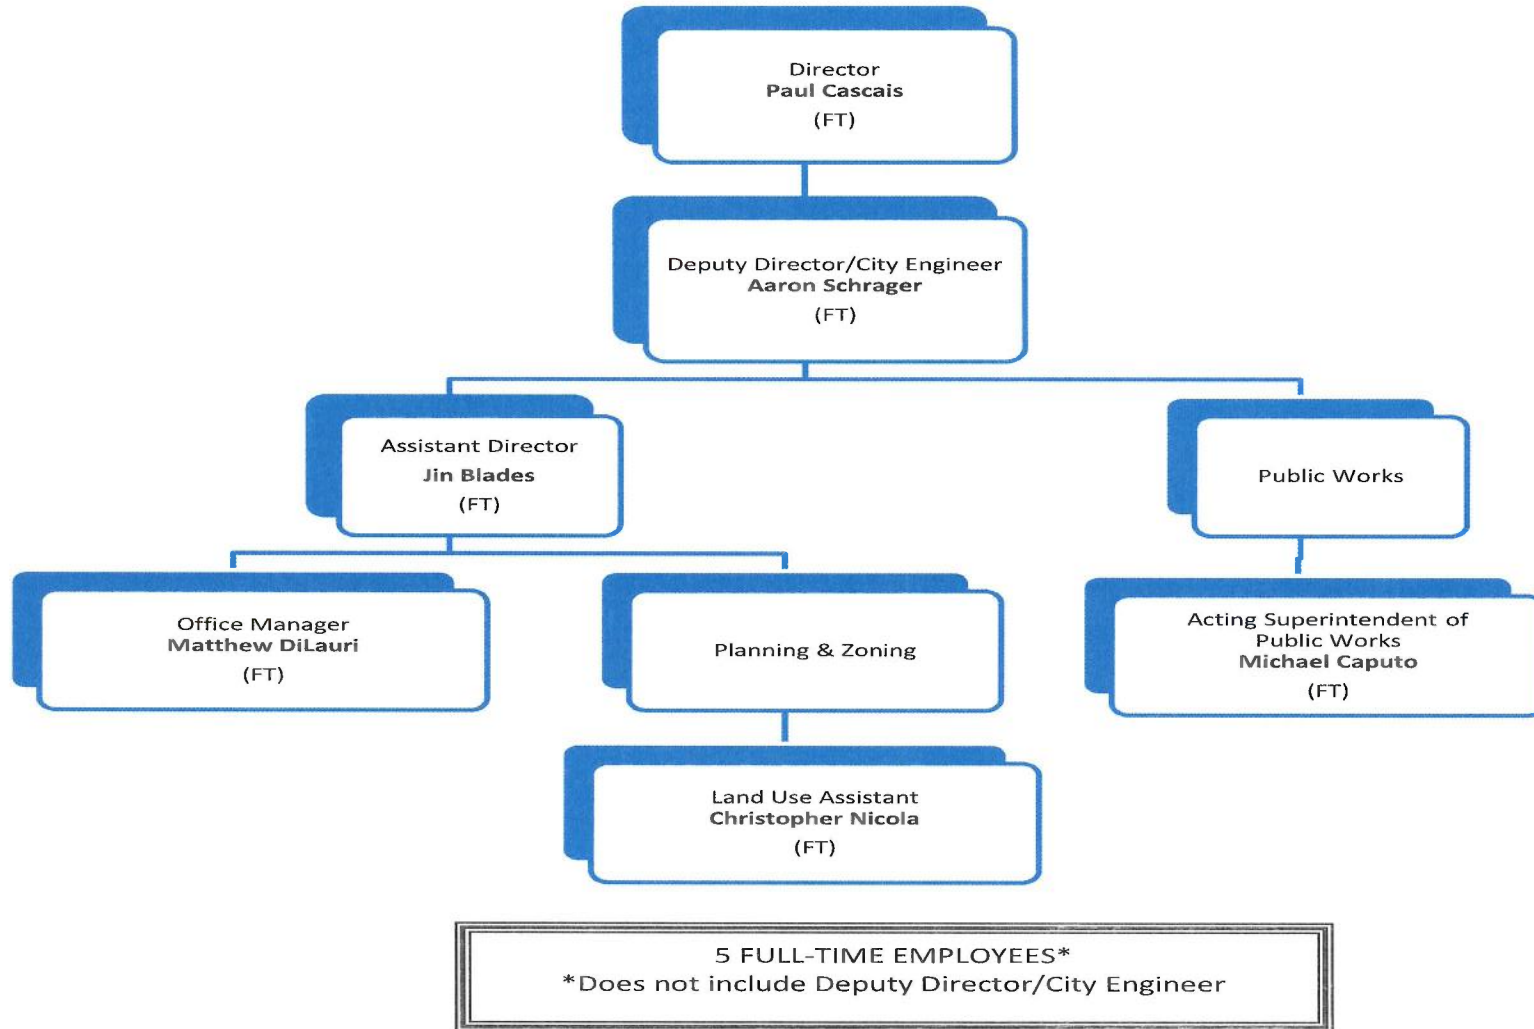 Director
Paul Cascais
(FT)
Deputy Director/City Engineer
Aaron Schrager
(FT)
Assistant Director
Jin Blades
(FT)
Public Works
Office Manager
Matthew DiLauri
(FT)
Planning & Zoning
Acting Superintendent of
Public Works
Michael Caputo
(FT)
Land Use Assistant
Christopher Nicola
(FT)
5 FULL-TIME EMPLOYEES*
*Does not include Deputy Director/City Engineer